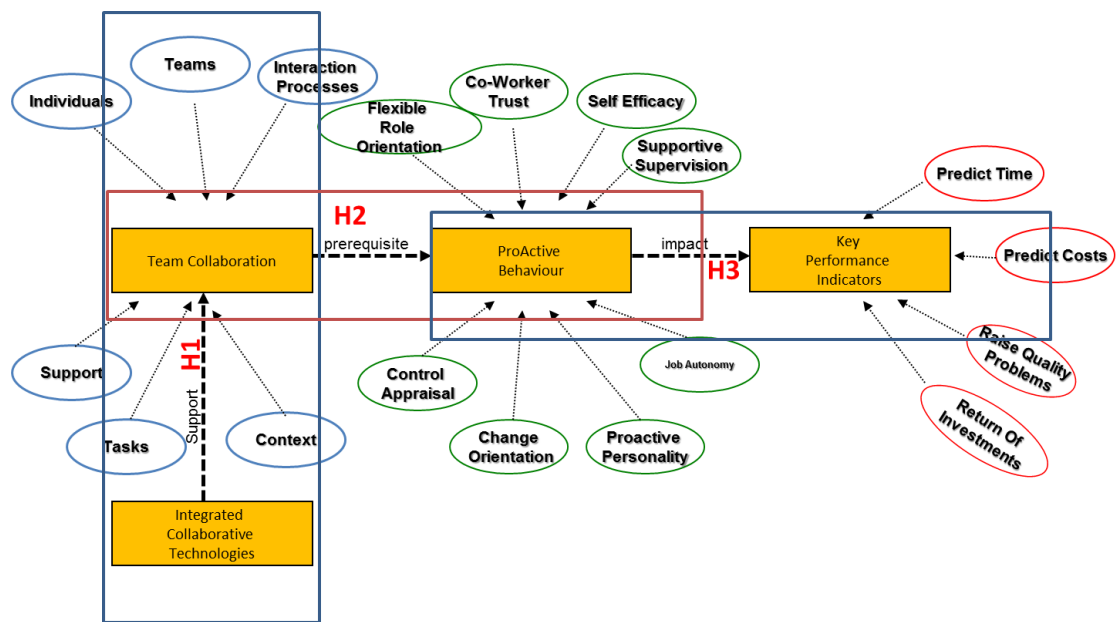 Teams
Interaction
Processes
Individuals
Co-Worker
Trust
Self Efficacy
Flexible
Role
Orientation
Supportive
Supervision
Predict Time
H2
prerequisite
Team Collaboration
ProActive
Behaviour
impact
H3
Key
Performance
Indicators
Predict Costs
H1
Support
Support
Tasks
Context
Control
Appraisal
Job Autonomy
Change
Orientation
Proactive
Personality
Raise Quality
Problems
Return Of
Investments
Integrated
Collaborative
Technologies